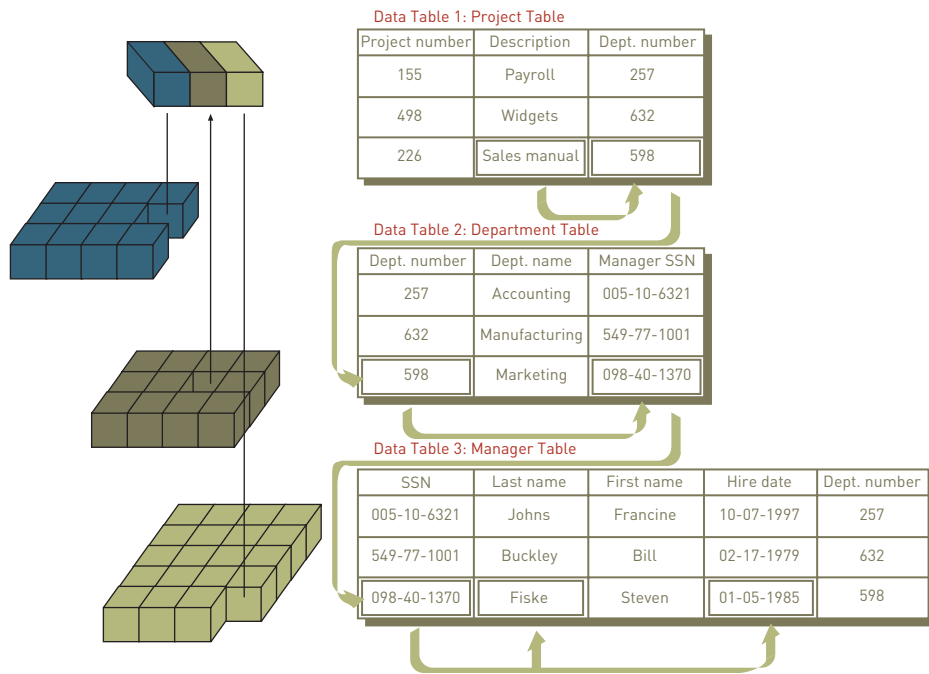 Data Table 1: Project Table
Project number Description Dept. number
155 Payroll 257
498 Widgets 632
226 Sales manual 598
Data Table 2: Department Table
Dept. number Dept. name Manager SSN
257 Accounting 005-10-6321
632 Manufacturing 549-77-1001
598 Marketing 098-40-1370
Data Table 3: Manager Table
SSN Last name First name Hire date Dept. number
005-10-6321 Johns Francine 10-07-1997 257
549-77-1001 Buckley Bill 02-17-1979 632
098-40-1370 Fiske Steven 01-05-1985 598